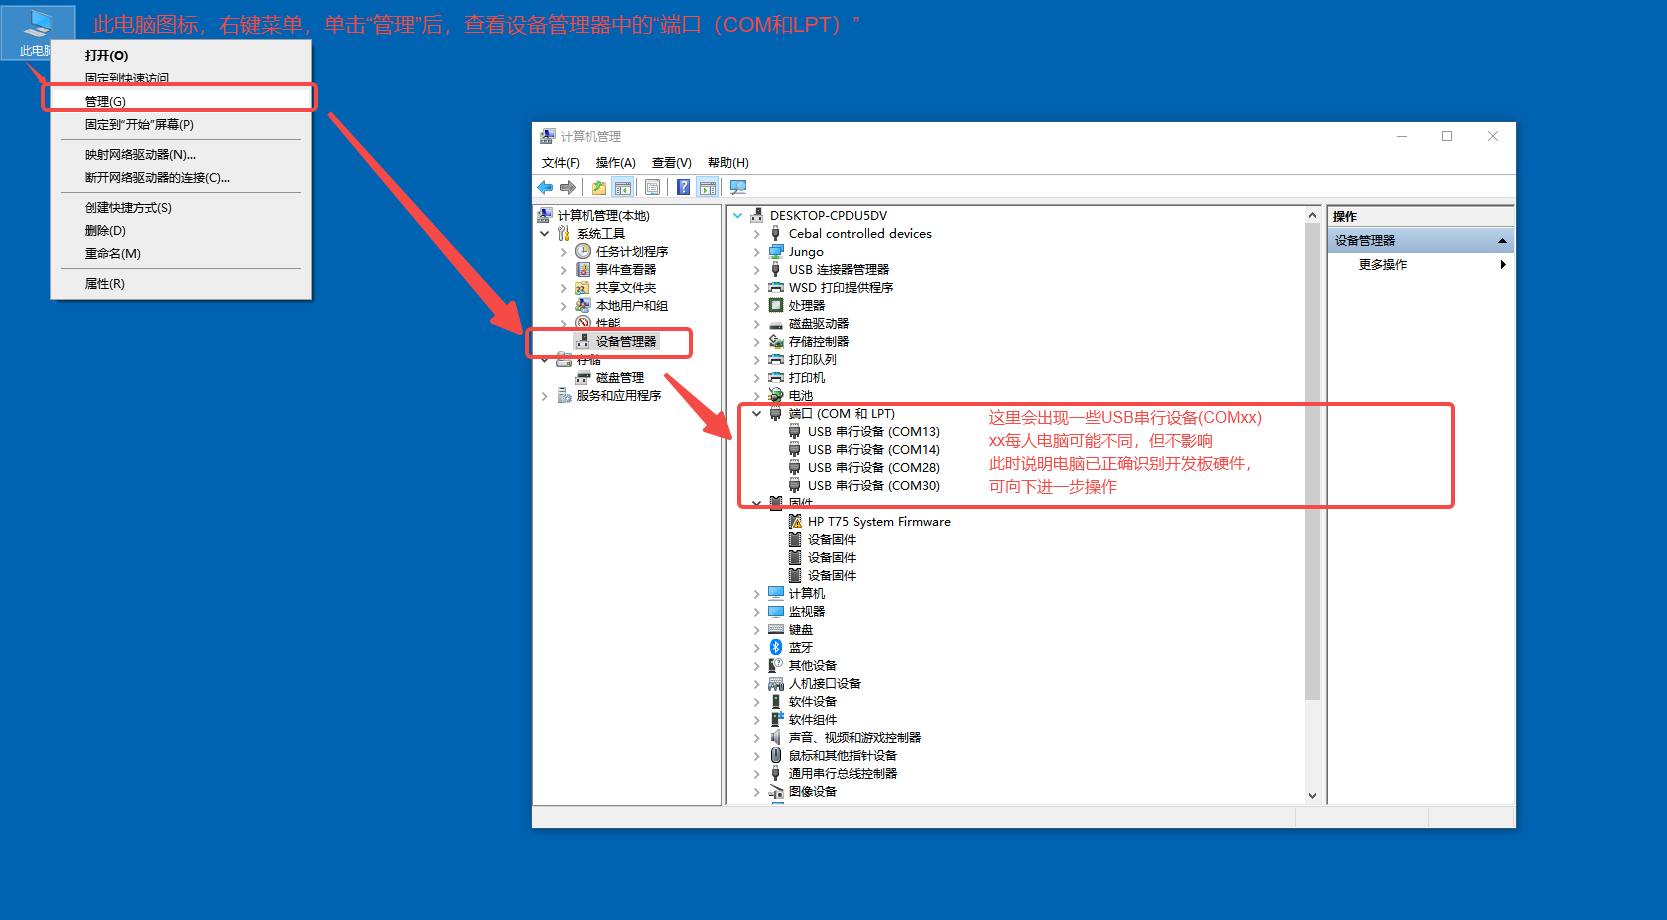 此电脑图标，右键菜单，单击“管理”后，查看设备管理器中的“端口（COM和LPT）”
此电脑
打开(O)
固定到快速访问
管理(G)
固定到"开始"屏幕(P)
映射网络驱动器(N)...
断开网络驱动器的连接(C)...
创建快捷方式(S)
删除(D)
重命名(M)
属性(R)
计算机管理
文件(F) 操作(A) 查看(V) 帮助(H)
计算机管理(本地)
系统工具
任务计划程序
事件查看器
共享文件夹
本地用户和组
性能
设备管理器
存储
磁盘管理
服务和应用程序
DESKTOP-CPDU5DV
Cebal controlled devices
Jungo
USB 连接器管理器
WSD 打印提供程序
处理器
磁盘驱动器
存储控制器
打印队列
打印机
电池
端口 (COM 和 LPT)
USB 串行设备 (COM13)
USB 串行设备 (COM14)
USB 串行设备 (COM28)
USB 串行设备 (COM30)
这里会出现一些USB串行设备(COMxx)
xx每人电脑可能不同，但不影响
此时说明电脑已正确识别开发板硬件，
可向下进一步操作
固件
HP T75 System Firmware
设备固件
设备固件
设备固件
计算机
监视器
键盘
蓝牙
其他设备
人机接口设备
软件设备
软件组件
声音、视频和游戏控制器
鼠标和其他指针设备
通用串行总线控制器
图像设备
操作
设备管理器
更多操作